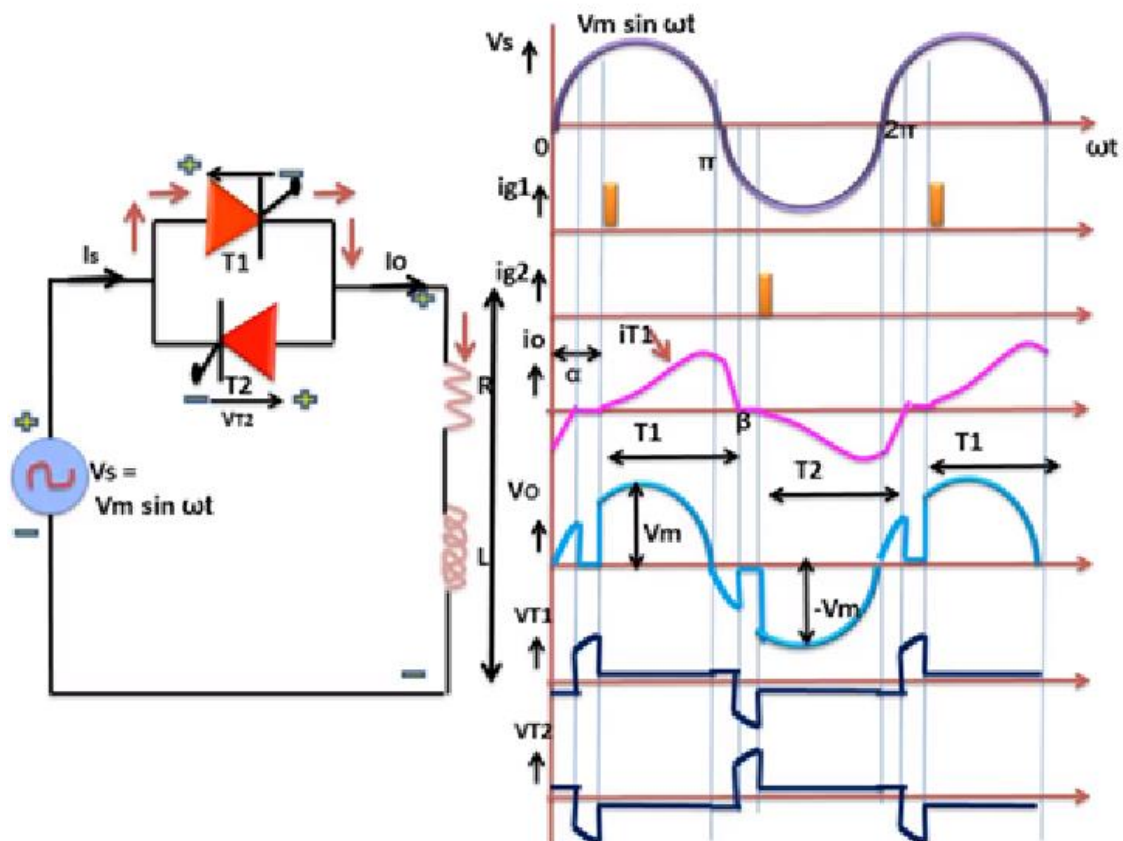 Vm sin ωt
Vs
0
π
2π
ωt
ig1
ig2
io
iT1
α
β
T1
T2
T1
Vo
Vm
-Vm
VT1
VT2
T1
Is
Io
T2
VT2
R
L
Vs =
Vm sin ωt
+
−
+
−
+
−
+
−